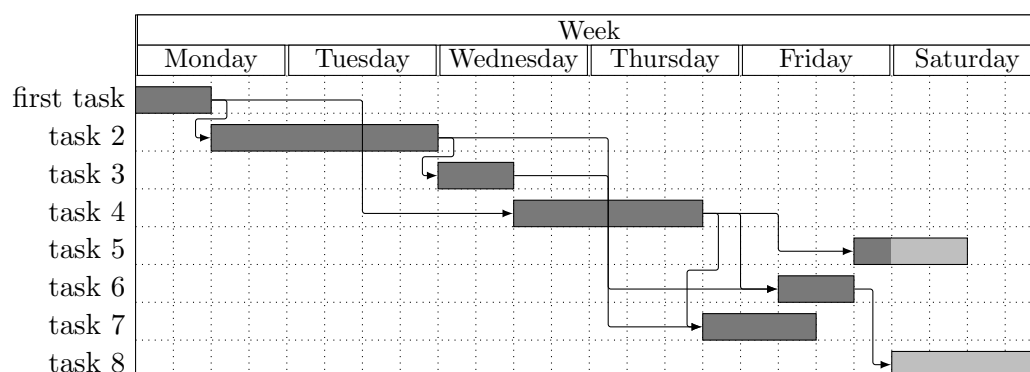 Week
Monday Tuesday Wednesday Thursday Friday Saturday
first task
task 2
task 3
task 4
task 5
task 6
task 7
task 8